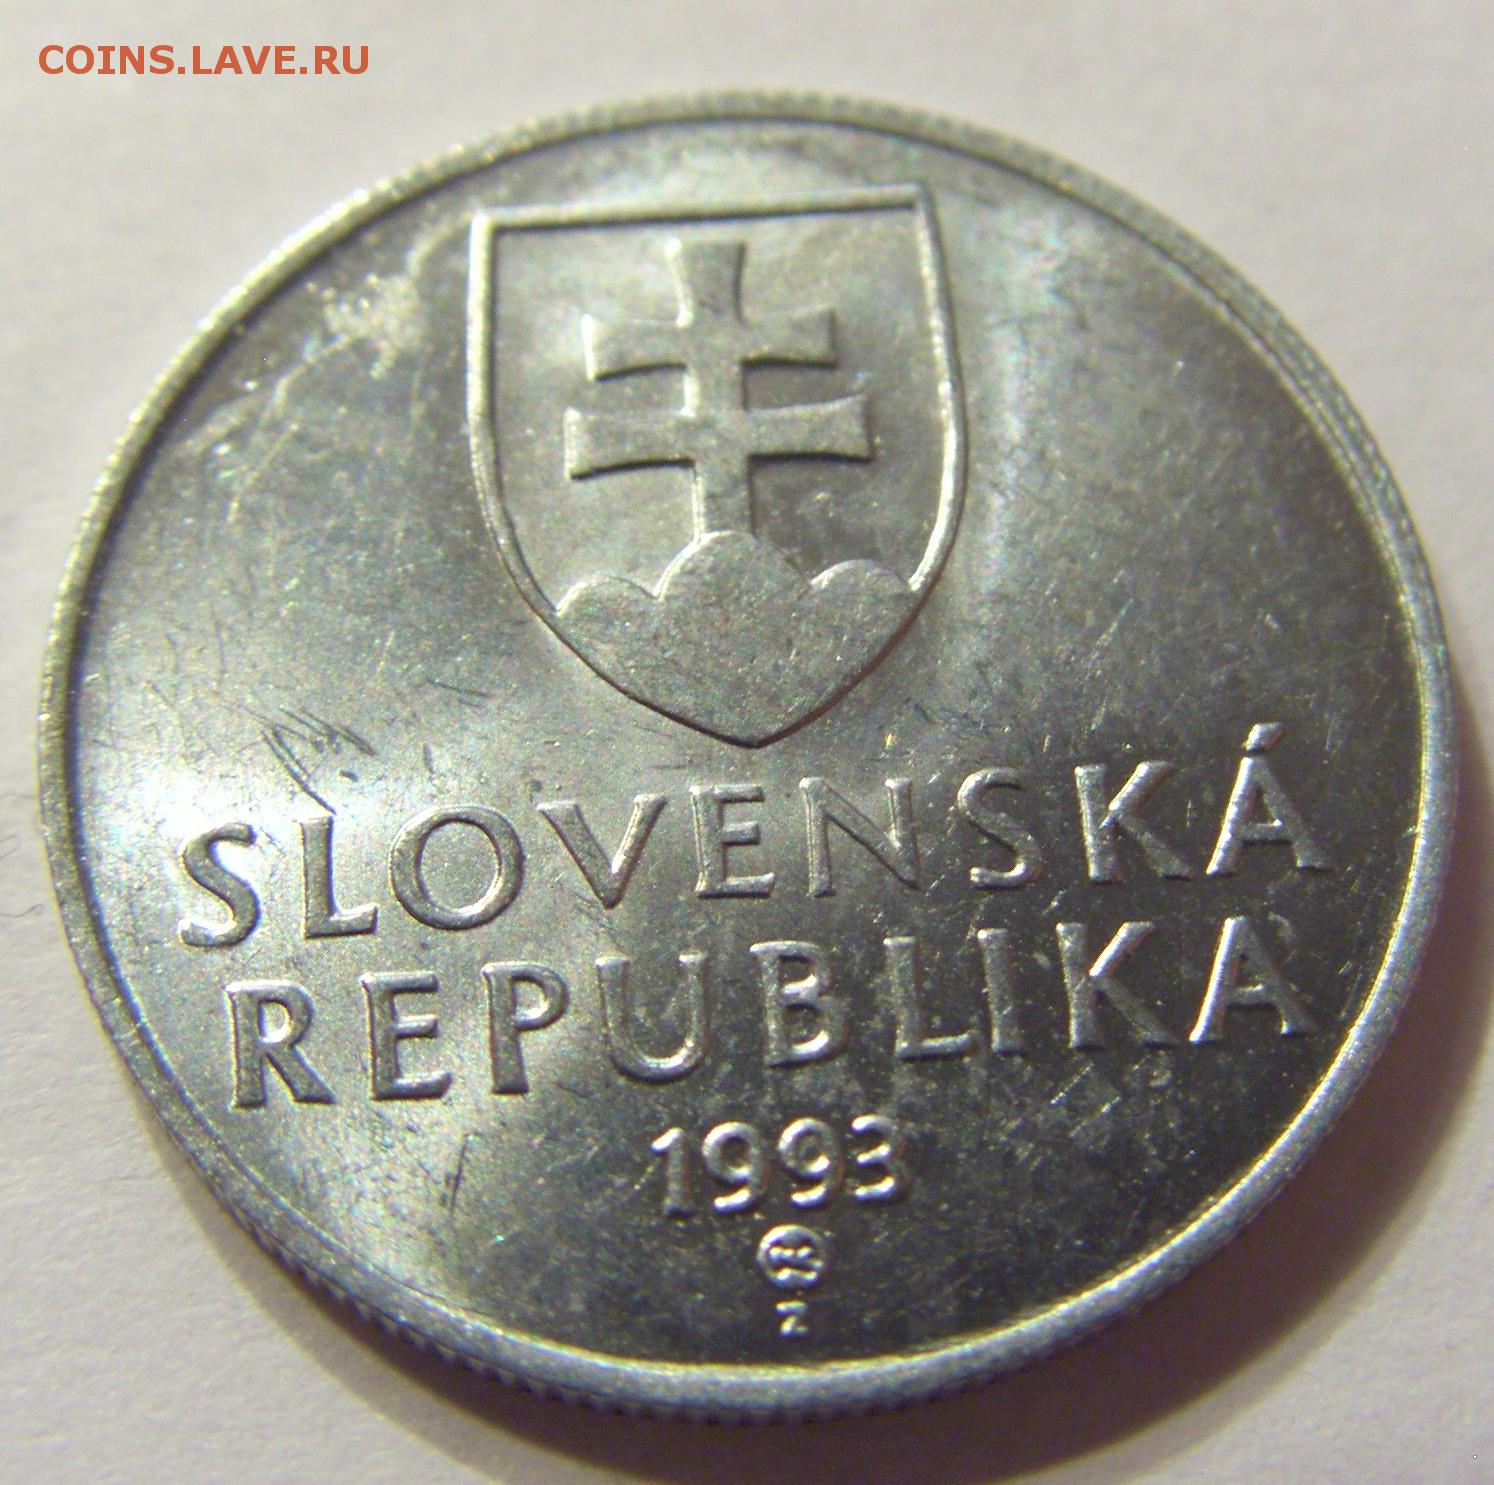 COINS.LAVE.RU
SLOVENSKÁ
REPUBLIKA
1993
Z